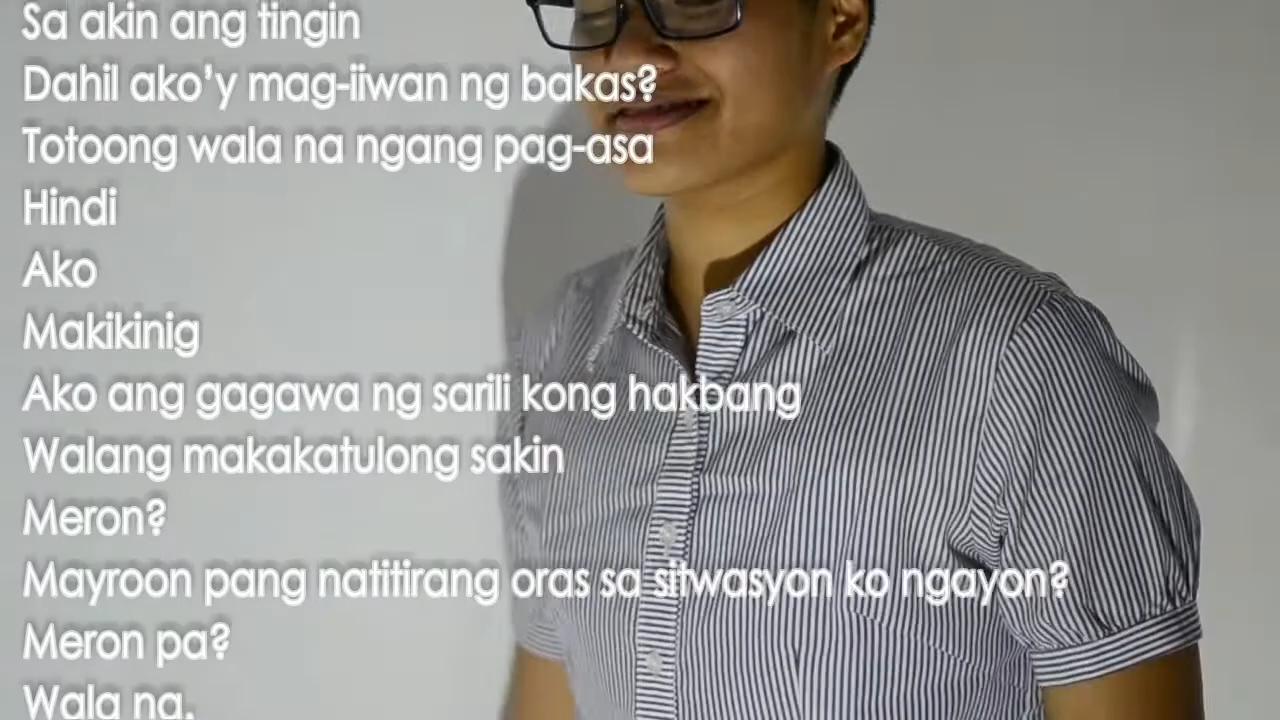 Sa akin ang tingin
Dahil ako’y mag-iiwan ng bakas?
Totoong wala na ngang pag-asa
Hindi
Ako
Makikinig
Ako ang gagawa ng sarili kong hakbang
Walang makakatulong sakin
Meron?
Mayroon pang natitirang oras sa sitwasyon ko ngayon?
Meron pa?
Wala na,